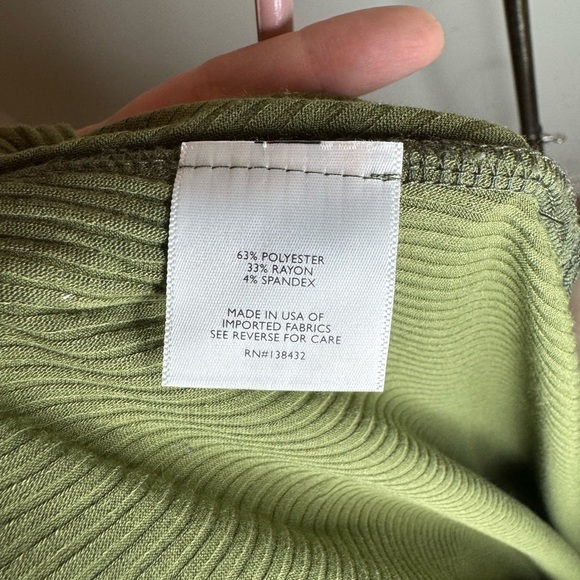 63% POLYESTER
33% RAYON
4% SPANDEX
MADE IN USA OF
IMPORTED FABRICS
SEE REVERSE FOR CARE
RN#138432